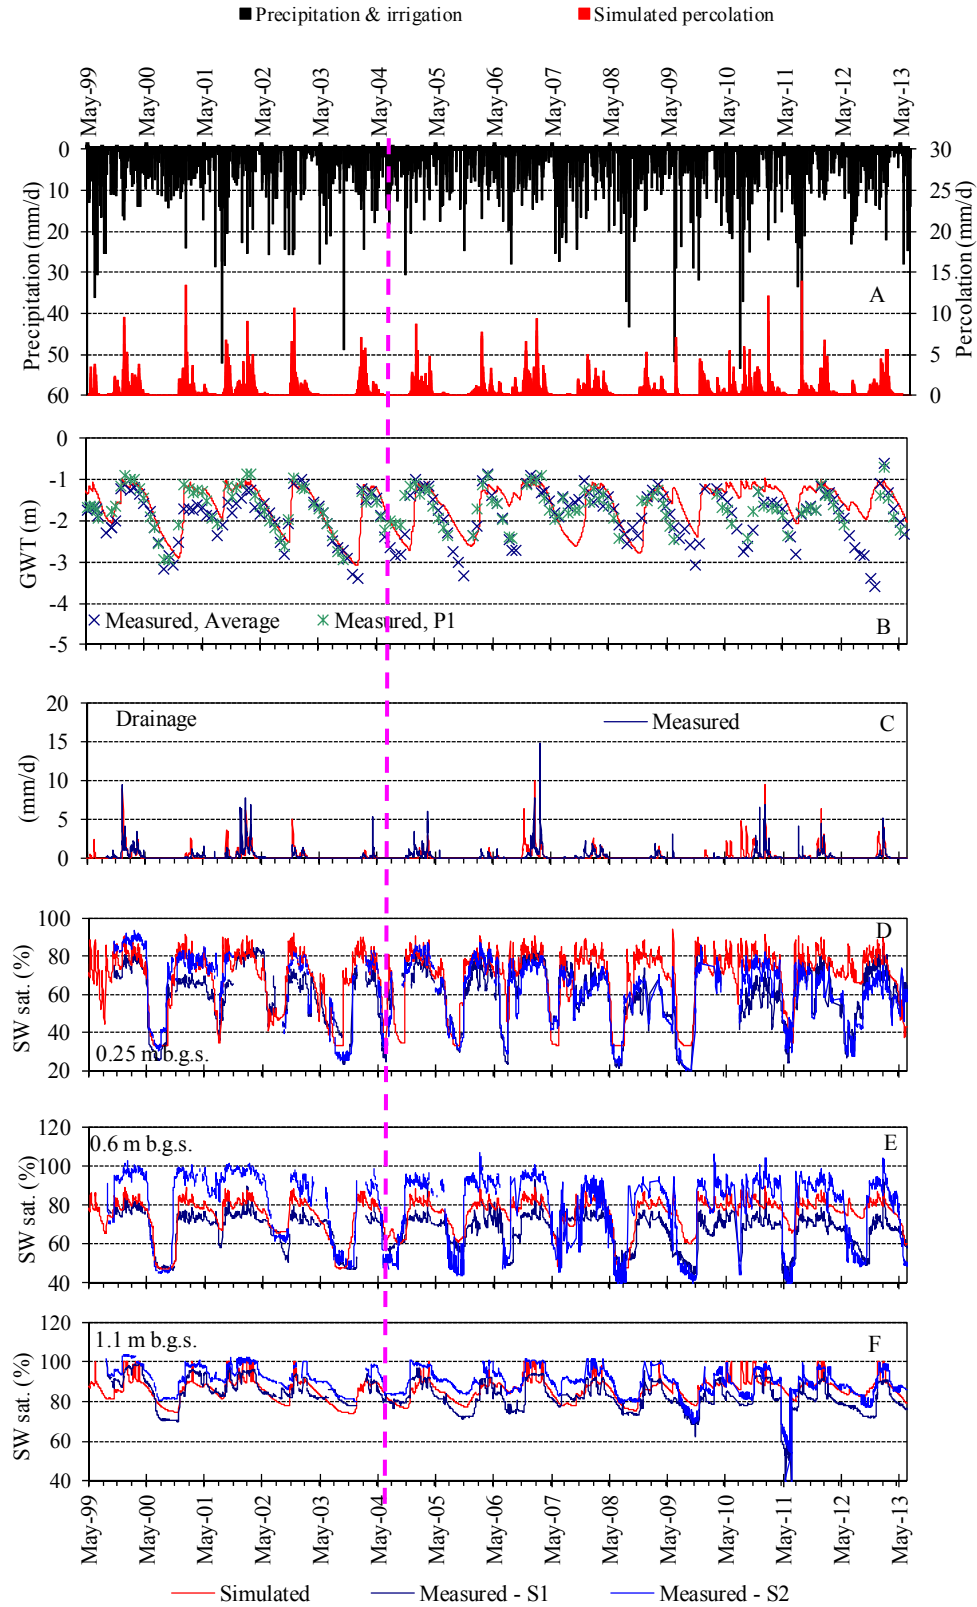 Precipitation & irrigation
Simulated percolation
May-99
May-00
May-01
May-02
May-03
May-04
May-05
May-06
May-07
May-08
May-09
May-10
May-11
May-12
May-13
Precipitation (mm/d)
0
10
20
30
40
50
60
30
25
20
15
10
5
0
Percolation (mm/d)
A
GWT (m)
0
-1
-2
-3
-4
-5
Measured, Average
Measured, P1
B
(mm/d)
20
15
10
5
0
Drainage
Measured
C
SW sat. (%)
100
80
60
40
20
0.25 m b.g.s.
D
SW sat. (%)
120
100
80
60
40
0.6 m b.g.s.
E
SW sat. (%)
120
100
80
60
40
1.1 m b.g.s.
F
May-99
May-00
May-01
May-02
May-03
May-04
May-05
May-06
May-07
May-08
May-09
May-10
May-11
May-12
May-13
Simulated
Measured - S1
Measured - S2